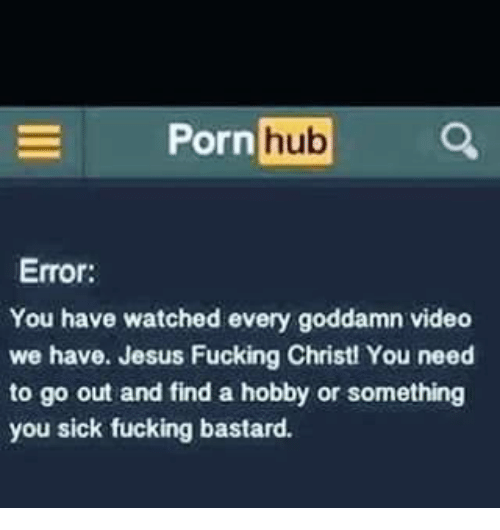 Porn hub
Error:
You have watched every goddamn video
we have. Jesus Fucking Christ! You need
to go out and find a hobby or something
you sick fucking bastard.